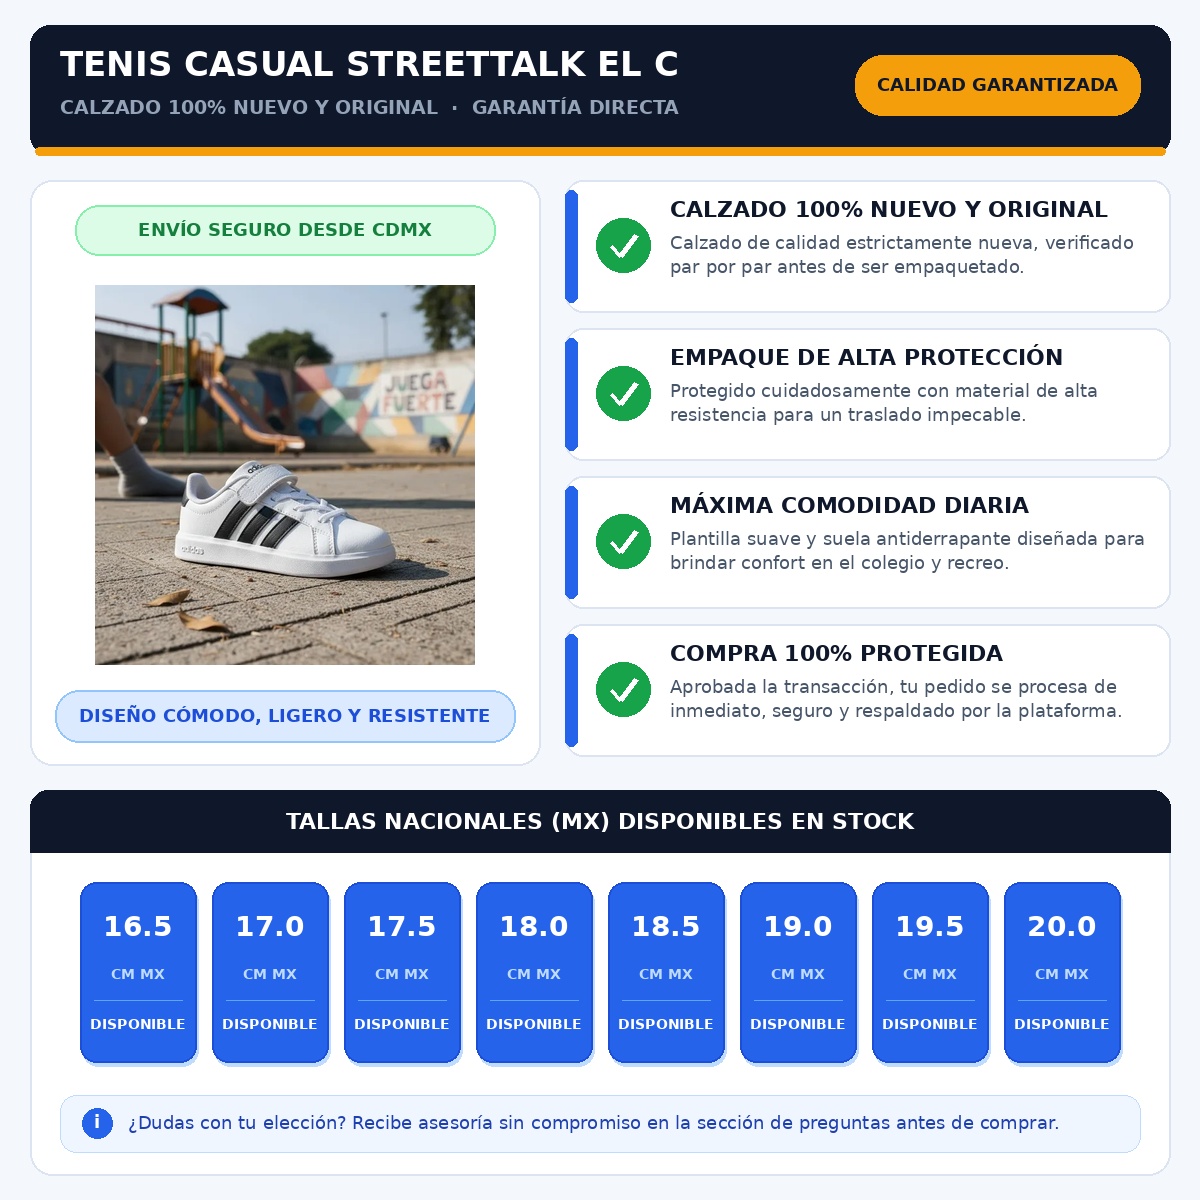 TENIS CASUAL STREETTALK EL C
CALZADO 100% NUEVO Y ORIGINAL · GARANTÍA DIRECTA
CALIDAD GARANTIZADA
ENVÍO SEGURO DESDE CDMX
JUEGA
FUERTE
adidas
DISEÑO CÓMODO, LIGERO Y RESISTENTE
CALZADO 100% NUEVO Y ORIGINAL
Calzado de calidad estrictamente nueva, verificado
par por par antes de ser empaquetado.
EMPAQUE DE ALTA PROTECCIÓN
Protegido cuidadosamente con material de alta
resistencia para un traslado impecable.
MÁXIMA COMODIDAD DIARIA
Plantilla suave y suela antiderrapante diseñada para
brindar confort en el colegio y recreo.
COMPRA 100% PROTEGIDA
Aprobada la transacción, tu pedido se procesa de
inmediato, seguro y respaldado por la plataforma.
TALLAS NACIONALES (MX) DISPONIBLES EN STOCK
16.5 17.0 17.5 18.0 18.5 19.0 19.5 20.0
CM MX CM MX CM MX CM MX CM MX CM MX CM MX CM MX
DISPONIBLE DISPONIBLE DISPONIBLE DISPONIBLE DISPONIBLE DISPONIBLE DISPONIBLE DISPONIBLE
i ¿Dudas con tu elección? Recibe asesoría sin compromiso en la sección de preguntas antes de comprar.